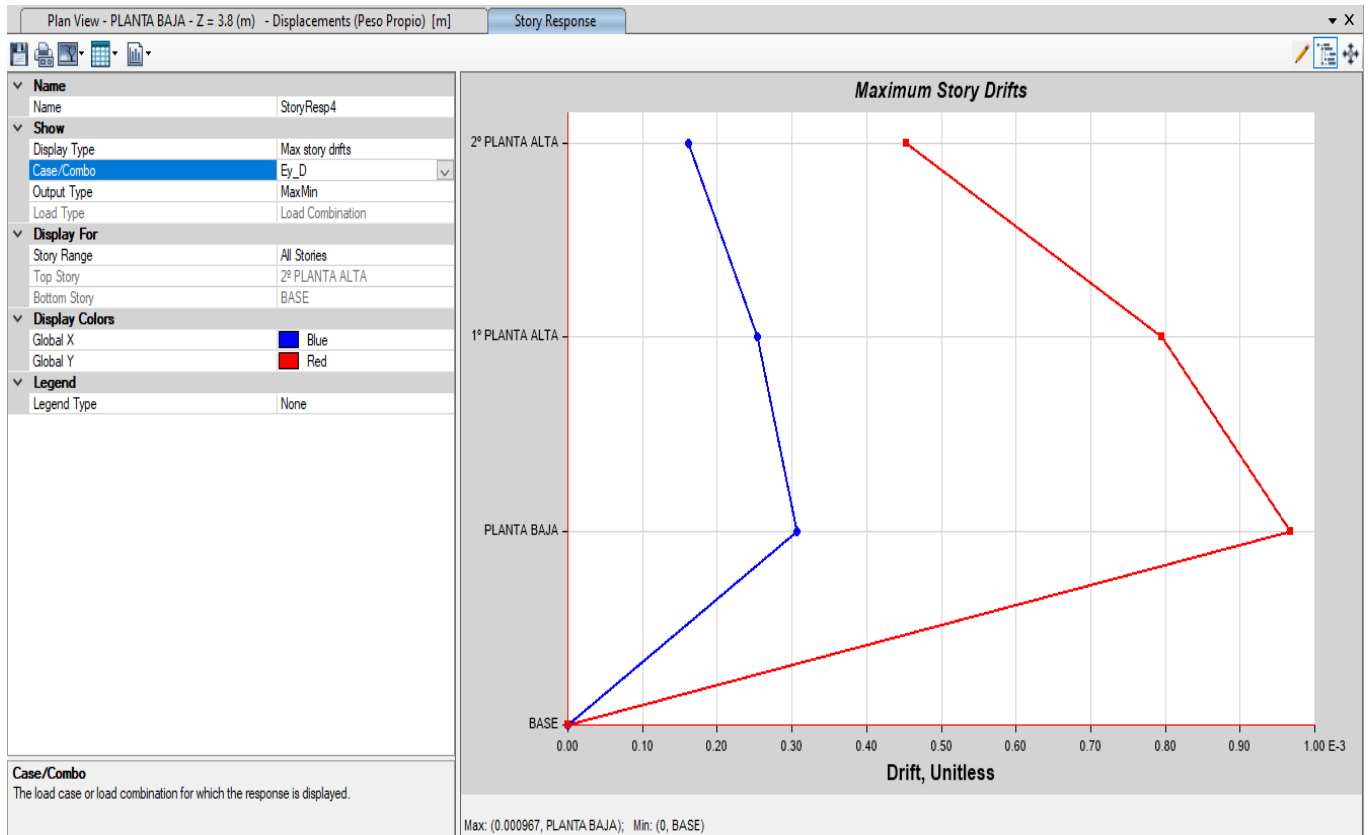 Plan View - PLANTA BAJA - Z = 3.8 (m) - Displacements (Peso Propio) [m]
Story Response
X
Name
Name StoryResp4
Show
Display Type Max story drifts
Case/Combo Ey_D
Output Type MaxMin
Load Type Load Combination
Display For
Story Range All Stories
Top Story 2º PLANTA ALTA
Bottom Story BASE
Display Colors
Global X Blue
Global Y Red
Legend
Legend Type None
Case/Combo
The load case or load combination for which the response is displayed.
Maximum Story Drifts
2º PLANTA ALTA
1º PLANTA ALTA
PLANTA BAJA
BASE
0.00 0.10 0.20 0.30 0.40 0.50 0.60 0.70 0.80 0.90 1.00 E-3
Drift, Unitless
Max: (0.000967, PLANTA BAJA); Min: (0, BASE)